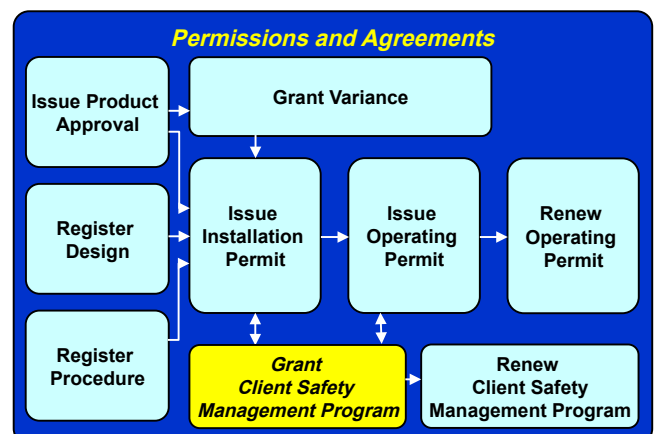 Permissions and Agreements
Issue Product
Approval
Grant Variance
Register
Design
Issue
Installation
Permit
Issue
Operating
Permit
Renew
Operating
Permit
Register
Procedure
Grant
Client Safety
Management Program
Renew
Client Safety
Management Program